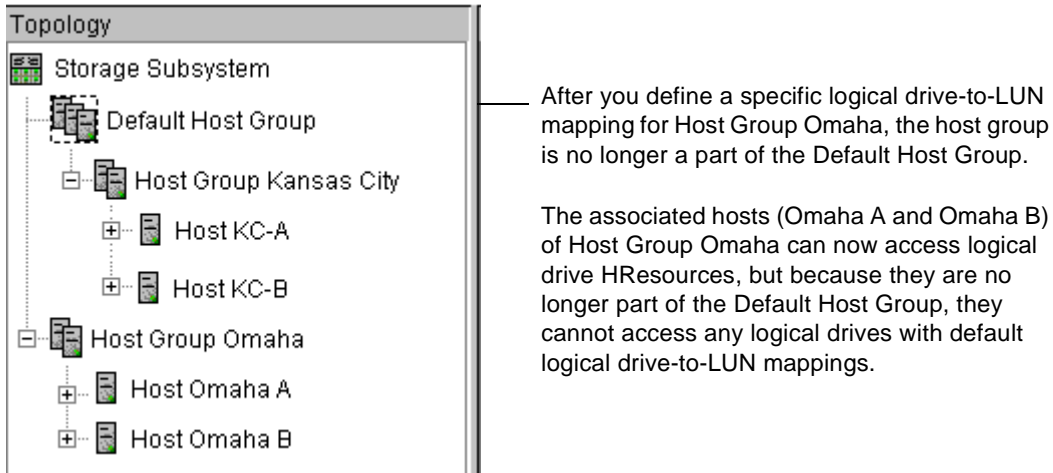 Topology
Storage Subsystem
Default Host Group
Host Group Kansas City
Host KC-A
Host KC-B
Host Group Omaha
Host Omaha A
Host Omaha B
After you define a specific logical drive-to-LUN
mapping for Host Group Omaha, the host group
is no longer a part of the Default Host Group.
The associated hosts (Omaha A and Omaha B)
of Host Group Omaha can now access logical
drive HResources, but because they are no
longer part of the Default Host Group, they
cannot access any logical drives with default
logical drive-to-LUN mappings.